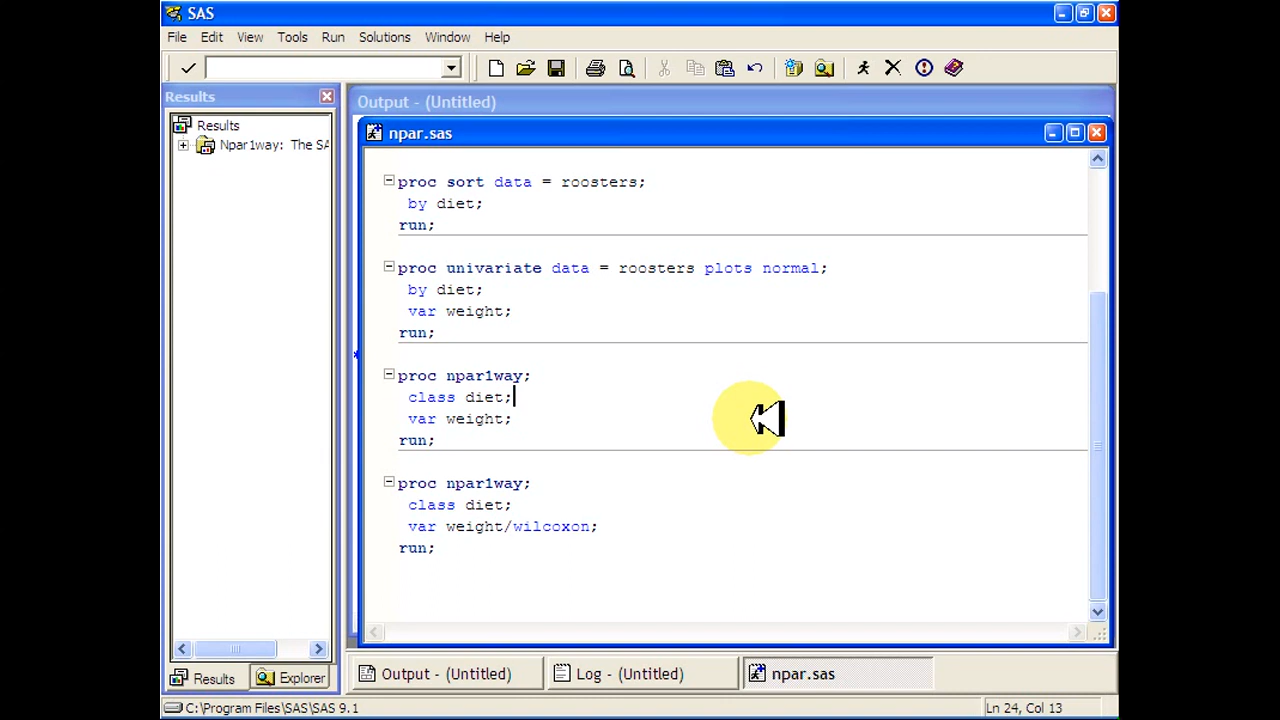 SAS
File Edit View Tools Run Solutions Window Help
Results
Output - (Untitled)
Results
npar.sas
Npar1way: The SA
proc sort data = roosters;
by diet;
run;
proc univariate data = roosters plots normal;
by diet;
var weight;
run;
proc npar1way;
class diet;
var weight;
run;
proc npar1way;
class diet;
var weight/wilcoxon;
run;
Results Explorer
Output - (Untitled) Log - (Untitled) npar.sas
C:\Program Files\SAS\SAS 9.1 Ln 24, Col 13